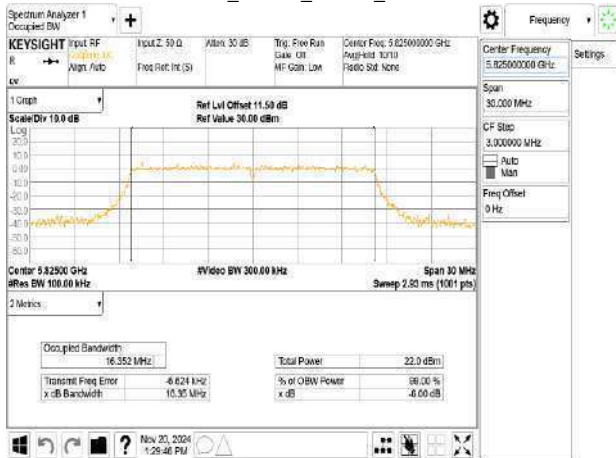 Spectrum Analyzer 1
Occupied BW
Frequency
KEYSIGHT Input: RF
Input Z: 50 Ω
Atten: 30 dB
Trig: Free Run
Center Freq: 5.825000000 GHz
R
Gate: Off
Avg|Hold: 10/10
Align: Auto
Freq Ref: Int (S)
#IF Gain: Low
Radio Std: None
Center Frequency
5.825000000 GHz
Settings
Span
30.000 MHz
CF Step
3.000000 MHz
Auto
Man
Freq Offset
0 Hz
1 Graph
Ref Lvl Offset 11.50 dB
Scale/Div 10.0 dB
Ref Value 30.00 dBm
Log
20.0
10.0
0.00
-10.0
-20.0
-30.0
-40.0
-50.0
-60.0
Center 5.82500 GHz
#Video BW 300.00 kHz
Span 30 MHz
#Res BW 100.00 kHz
Sweep 2.93 ms (1001 pts)
2 Metrics
Occupied Bandwidth
16.352 MHz
Total Power
22.0 dBm
Transmit Freq Error
-6.624 kHz
% of OBW Power
99.00 %
x dB Bandwidth
16.35 MHz
x dB
-6.00 dB
Nov 20, 2024
1:29:46 PM